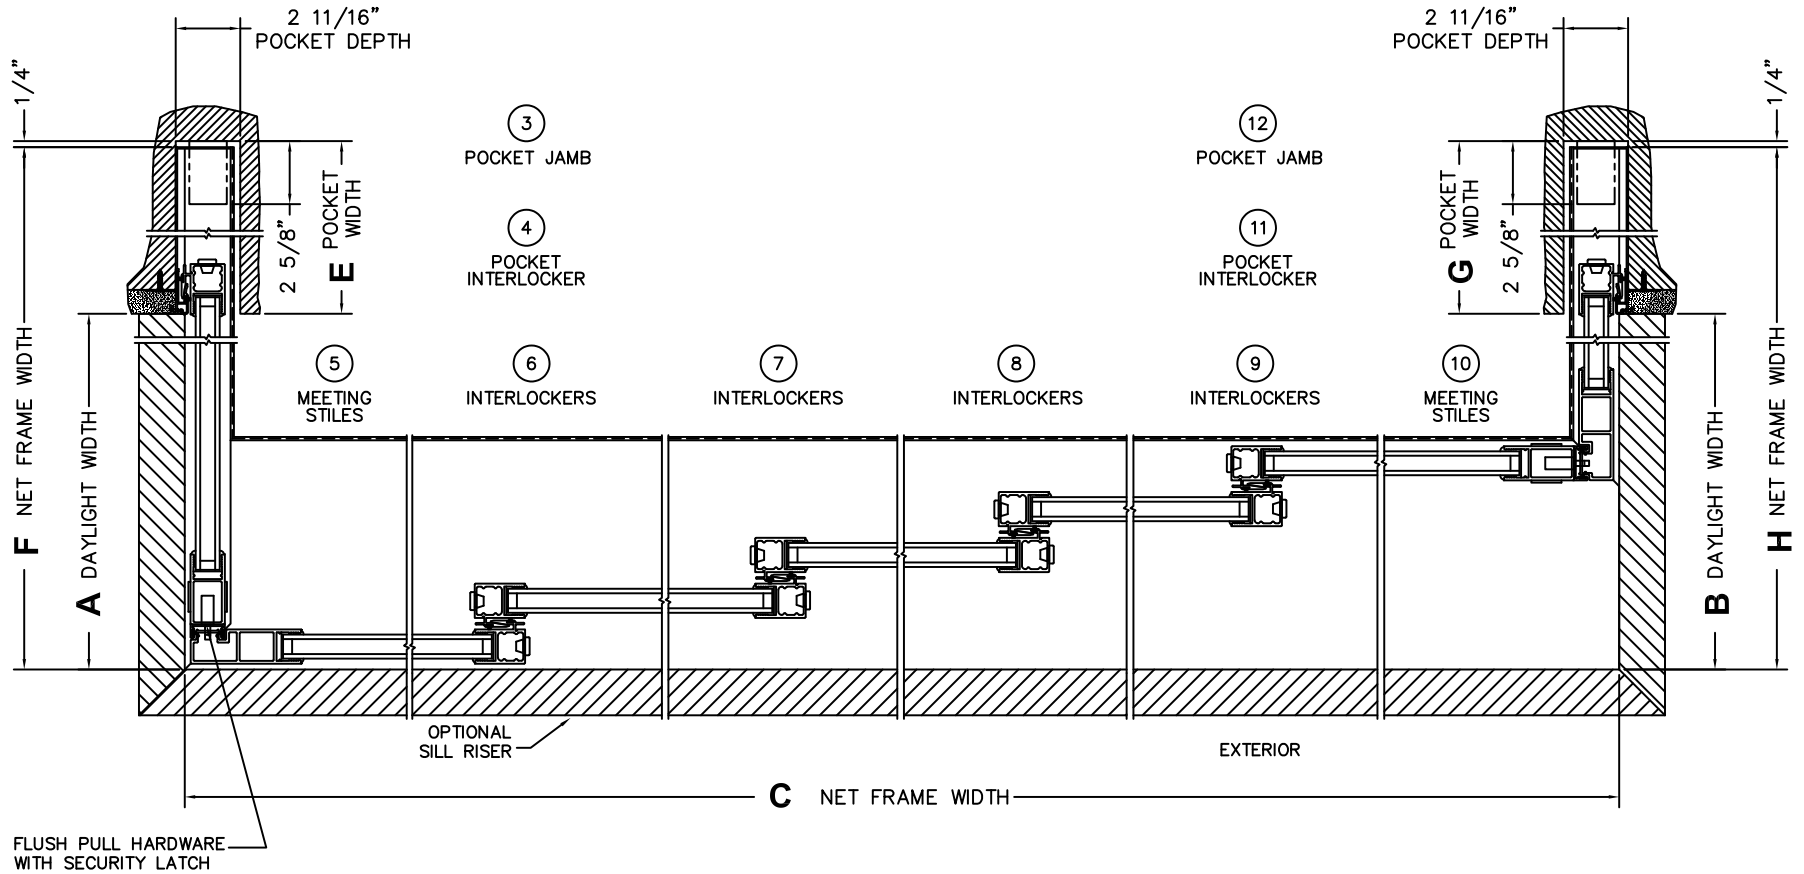 2 11/16"
POCKET DEPTH
2 11/16"
POCKET DEPTH
1/4"
1/4"
3
POCKET JAMB
12
POCKET JAMB
4
POCKET
INTERLOCKER
11
POCKET
INTERLOCKER
2 5/8"
E POCKET
WIDTH
G POCKET
WIDTH
2 5/8"
5
MEETING
STILES
6
INTERLOCKERS
7
INTERLOCKERS
8
INTERLOCKERS
9
INTERLOCKERS
10
MEETING
STILES
F NET FRAME WIDTH
A DAYLIGHT WIDTH
B DAYLIGHT WIDTH
H NET FRAME WIDTH
OPTIONAL
SILL RISER
EXTERIOR
C NET FRAME WIDTH
FLUSH PULL HARDWARE
WITH SECURITY LATCH